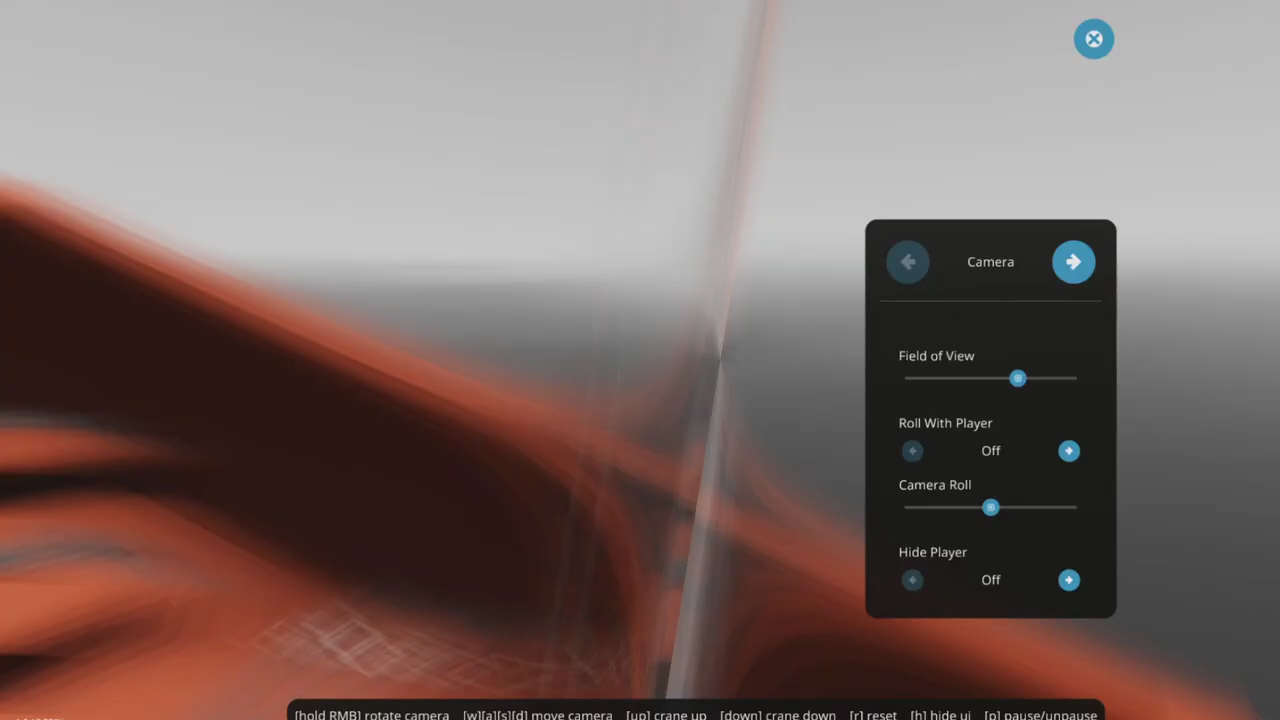 Camera
Field of View
Roll With Player
Off
Camera Roll
Hide Player
Off
[hold RMB] rotate camera [w][a][s][d] move camera [up] crane up [down] crane down [r] reset [h] hide ui [p] pause/unpause